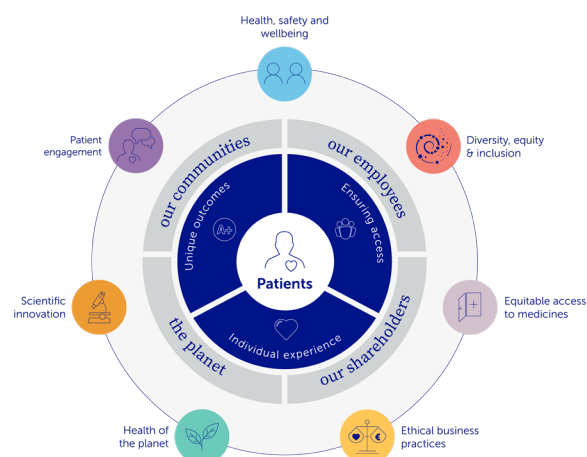 Health, safety and
wellbeing
Patient
engagement
Diversity, equity
& inclusion
our communities
our employees
Unique outcomes
A+
Ensuring access
Patients
Scientific
innovation
Equitable access
to medicines
the planet
Individual experience
our shareholders
Health of
the planet
€
Ethical business
practices